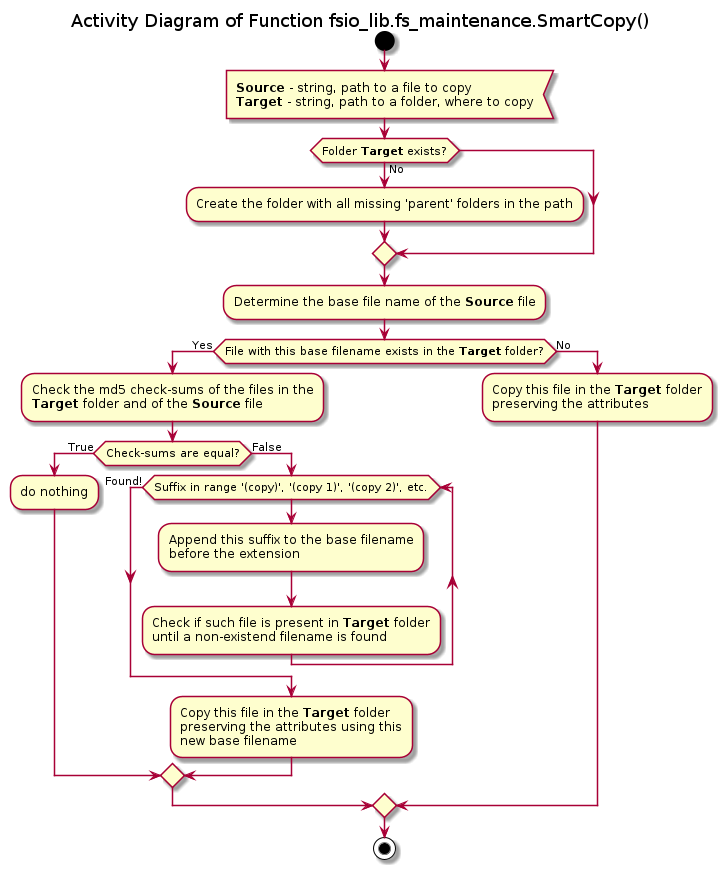 Activity Diagram of Function fsio_lib.fs_maintenance.SmartCopy()
Source - string, path to a file to copy
Target - string, path to a folder, where to copy
Folder Target exists?
No
Create the folder with all missing 'parent' folders in the path
Determine the base file name of the Source file
Yes
File with this base filename exists in the Target folder?
No
Check the md5 check-sums of the files in the
Target folder and of the Source file
Copy this file in the Target folder
preserving the attributes
True
Check-sums are equal?
False
do nothing
Found!
Suffix in range '(copy)', '(copy 1)', '(copy 2)', etc.
Append this suffix to the base filename
before the extension
Check if such file is present in Target folder
until a non-existend filename is found
Copy this file in the Target folder
preserving the attributes using this
new base filename